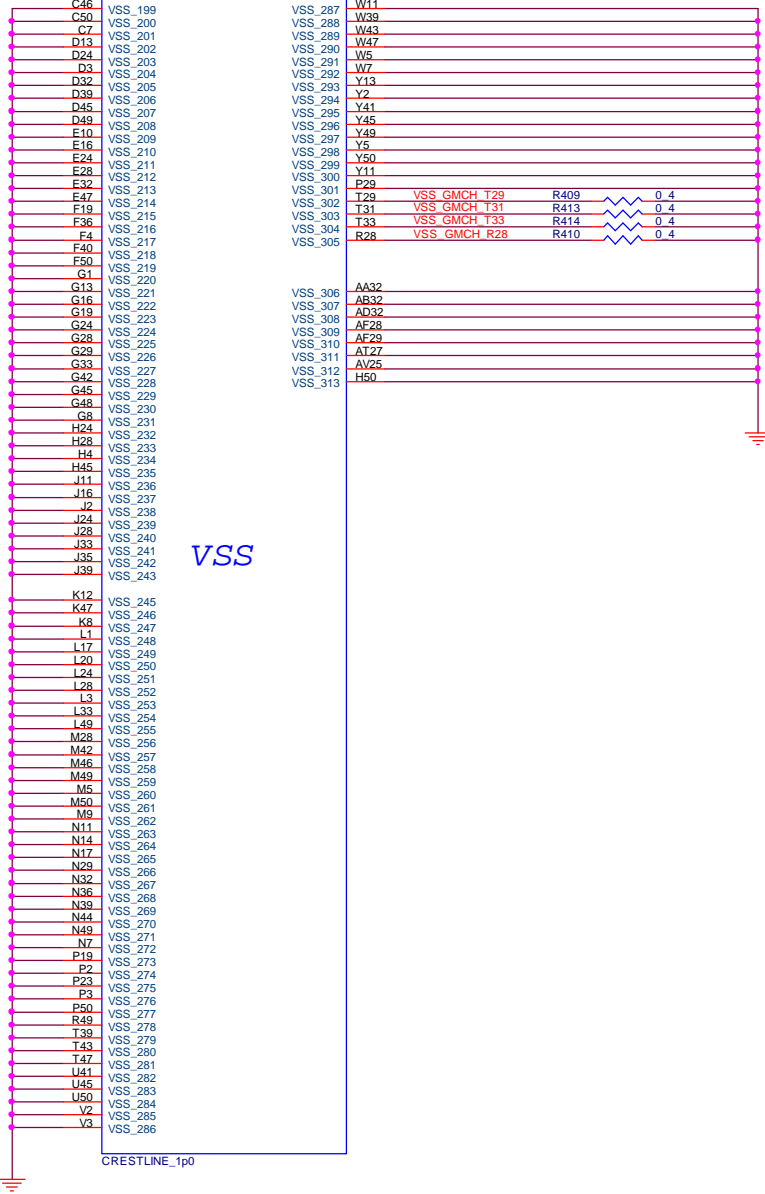 C46 VSS_199
C50 VSS_200
C7 VSS_201
D13 VSS_202
D24 VSS_203
D3 VSS_204
D32 VSS_205
D39 VSS_206
D45 VSS_207
D49 VSS_208
E10 VSS_209
E16 VSS_210
E24 VSS_211
E28 VSS_212
E32 VSS_213
E47 VSS_214
F19 VSS_215
F36 VSS_216
F4 VSS_217
F40 VSS_218
F50 VSS_219
G1 VSS_220
G13 VSS_221
G16 VSS_222
G19 VSS_223
G24 VSS_224
G28 VSS_225
G29 VSS_226
G33 VSS_227
G42 VSS_228
G45 VSS_229
G48 VSS_230
G8 VSS_231
H24 VSS_232
H28 VSS_233
H4 VSS_234
H45 VSS_235
J11 VSS_236
J16 VSS_237
J2 VSS_238
J24 VSS_239
J28 VSS_240
J33 VSS_241
J35 VSS_242
J39 VSS_243
K12 VSS_245
K47 VSS_246
K8 VSS_247
L1 VSS_248
L17 VSS_249
L20 VSS_250
L24 VSS_251
L28 VSS_252
L3 VSS_253
L33 VSS_254
L49 VSS_255
M28 VSS_256
M42 VSS_257
M46 VSS_258
M49 VSS_259
M5 VSS_260
M50 VSS_261
M9 VSS_262
N11 VSS_263
N14 VSS_264
N17 VSS_265
N29 VSS_266
N32 VSS_267
N36 VSS_268
N39 VSS_269
N44 VSS_270
N49 VSS_271
N7 VSS_272
P19 VSS_273
P2 VSS_274
P23 VSS_275
P3 VSS_276
P50 VSS_277
R49 VSS_278
T39 VSS_279
T43 VSS_280
T47 VSS_281
U41 VSS_282
U45 VSS_283
U50 VSS_284
V2 VSS_285
V3 VSS_286
VSS
VSS_287 W11
VSS_288 W39
VSS_289 W43
VSS_290 W47
VSS_291 W5
VSS_292 W7
VSS_293 Y13
VSS_294 Y2
VSS_295 Y41
VSS_296 Y45
VSS_297 Y49
VSS_298 Y5
VSS_299 Y50
VSS_300 Y11
VSS_301 P29
VSS_302 T29 VSS_GMCH_T29 R409 0_4
VSS_303 T31 VSS_GMCH_T31 R413 0_4
VSS_304 T33 VSS_GMCH_T33 R414 0_4
VSS_305 R28 VSS_GMCH_R28 R410 0_4
VSS_306 AA32
VSS_307 AB32
VSS_308 AD32
VSS_309 AF28
VSS_310 AF29
VSS_311 AT27
VSS_312 AV25
VSS_313 H50
CRESTLINE_1p0